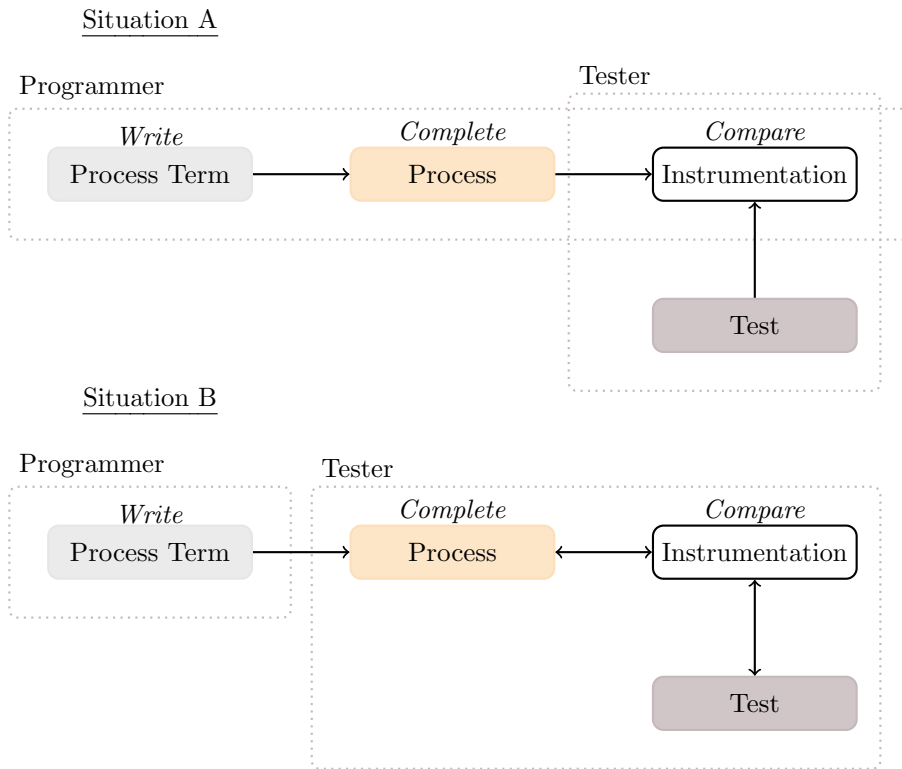 Situation A
Programmer
Tester
Write
Complete
Compare
Process Term
Process
Instrumentation
Test
Situation B
Programmer
Tester
Write
Complete
Compare
Process Term
Process
Instrumentation
Test